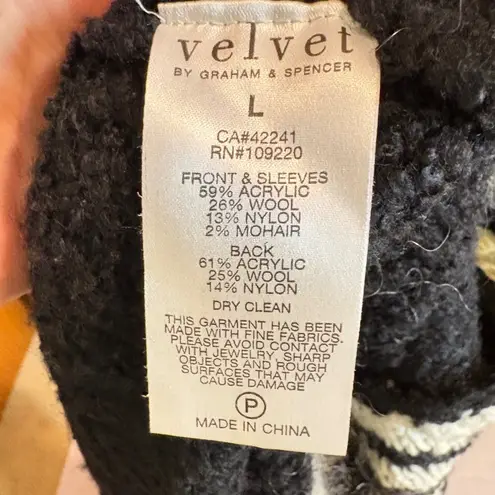 velvet
BY GRAHAM & SPENCER
L
CA#42241
RN#109220
FRONT & SLEEVES
59% ACRYLIC
26% WOOL
13% NYLON
2% MOHAIR
BACK
61% ACRYLIC
25% WOOL
14% NYLON
DRY CLEAN
THIS GARMENT HAS BEEN
MADE WITH FINE FABRICS.
PLEASE AVOID CONTACT
WITH JEWELRY, SHARP
OBJECTS AND ROUGH
SURFACES THAT MAY
CAUSE DAMAGE
P
MADE IN CHINA